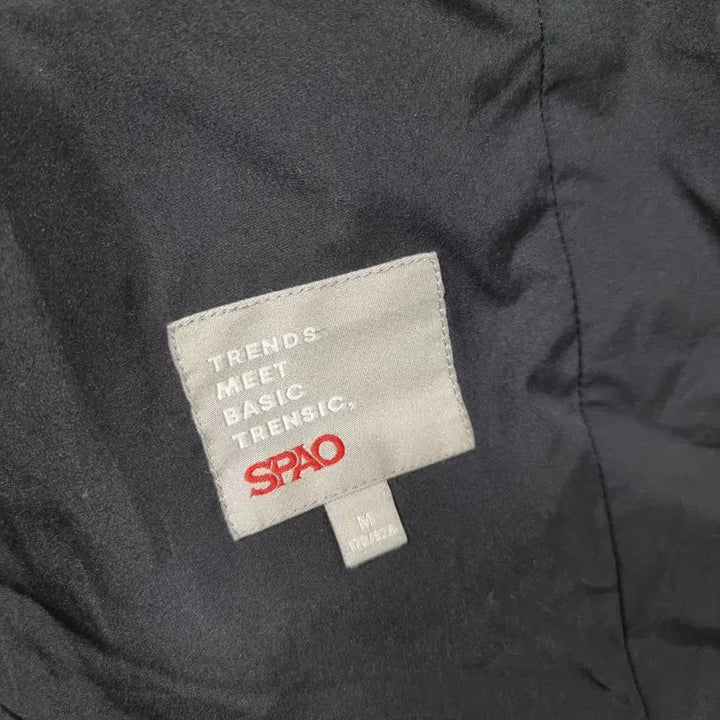 TRENDS
MEET
BASIC
TRENSIC,
SPAO
M
170/92A